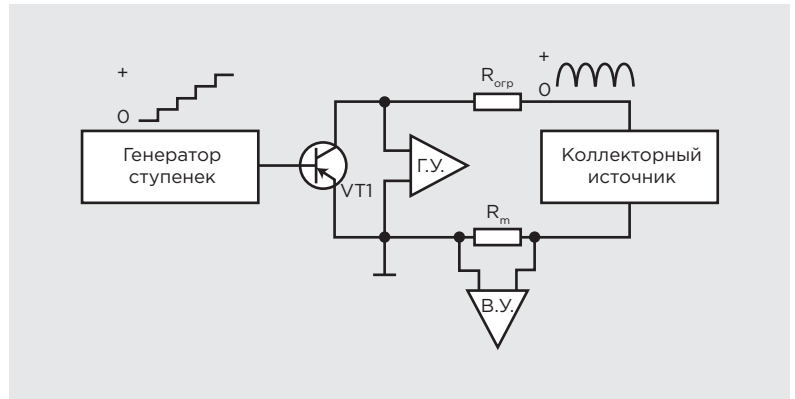 +
0
Генератор
ступенек
VT1
Г.У.
Rогр
+
0
Коллекторный
источник
Rm
В.У.